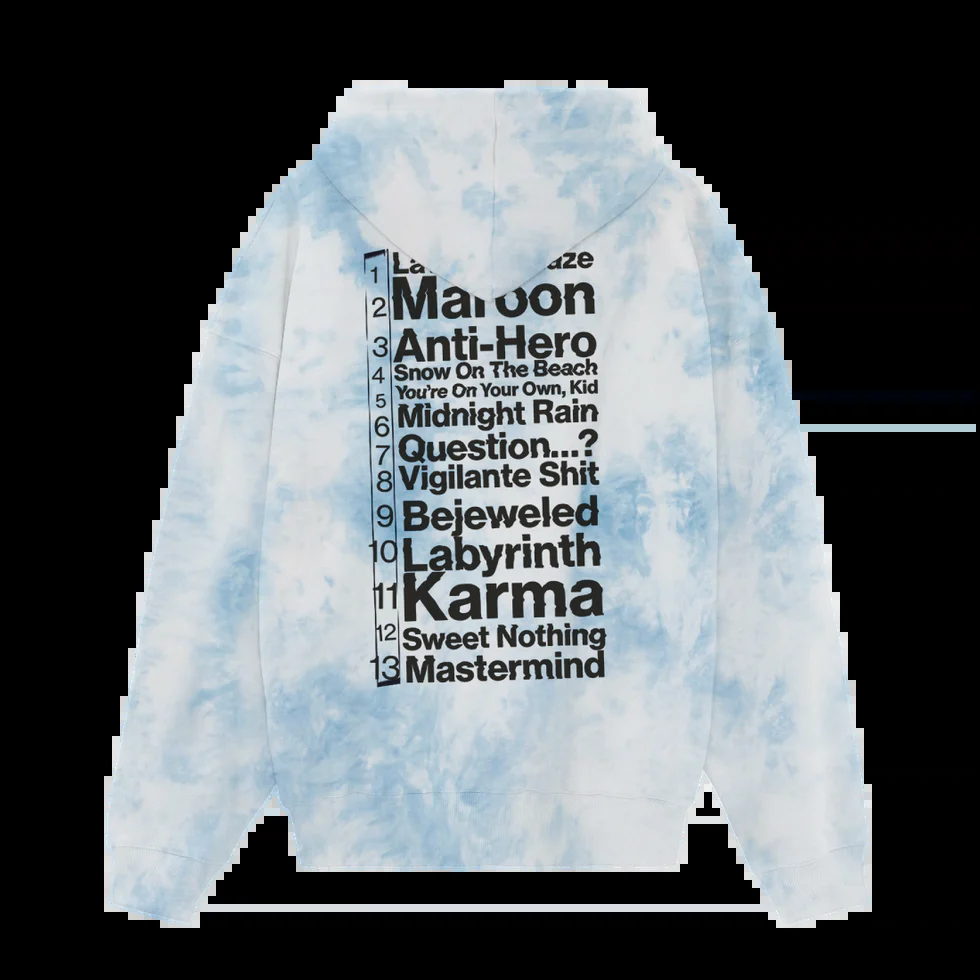 1
2 Maroon
3 Anti-Hero
4 Snow On The Beach
5 You're On Your Own, Kid
6 Midnight Rain
7 Question...?
8 Vigilante Shit
9 Bejeweled
10 Labyrinth
11 Karma
12 Sweet Nothing
13 Mastermind